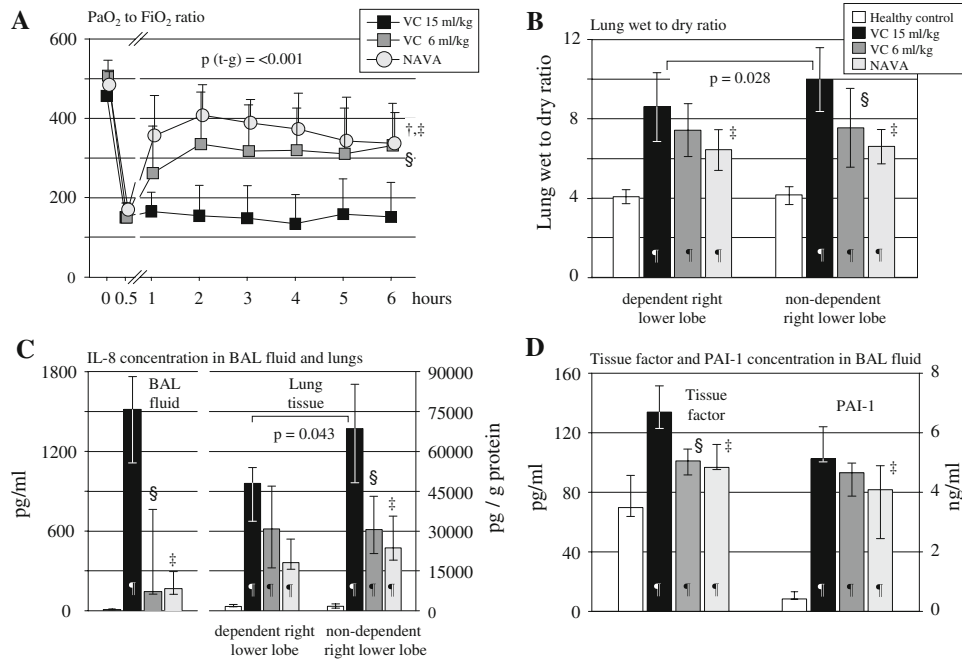 A
PaO2 to FiO2 ratio
VC 15 ml/kg
VC 6 ml/kg
NAVA
p (t-g) = <0.001
600
400
200
0
†,‡
§
0 0.5 1 2 3 4 5 6 hours
B
Lung wet to dry ratio
Healthy control
VC 15 ml/kg
VC 6 ml/kg
NAVA
Lung wet to dry ratio
12
8
4
0
p = 0.028
‡
§
‡
¶ ¶ ¶ ¶ ¶ ¶
dependent right
lower lobe
non-dependent
right lower lobe
C
IL-8 concentration in BAL fluid and lungs
pg/ml
1800
1200
600
0
BAL
fluid
§
‡
¶
Lung
tissue
p = 0.043
§
‡
¶ ¶ ¶ ¶ ¶ ¶
90000
75000
60000
45000
30000
15000
0
pg / g protein
dependent right
lower lobe
non-dependent
right lower lobe
D
Tissue factor and PAI-1 concentration in BAL fluid
pg/ml
160
120
80
40
0
Tissue
factor
§
‡
PAI-1
‡
¶ ¶ ¶ ¶ ¶ ¶
8
6
4
2
0
ng/ml